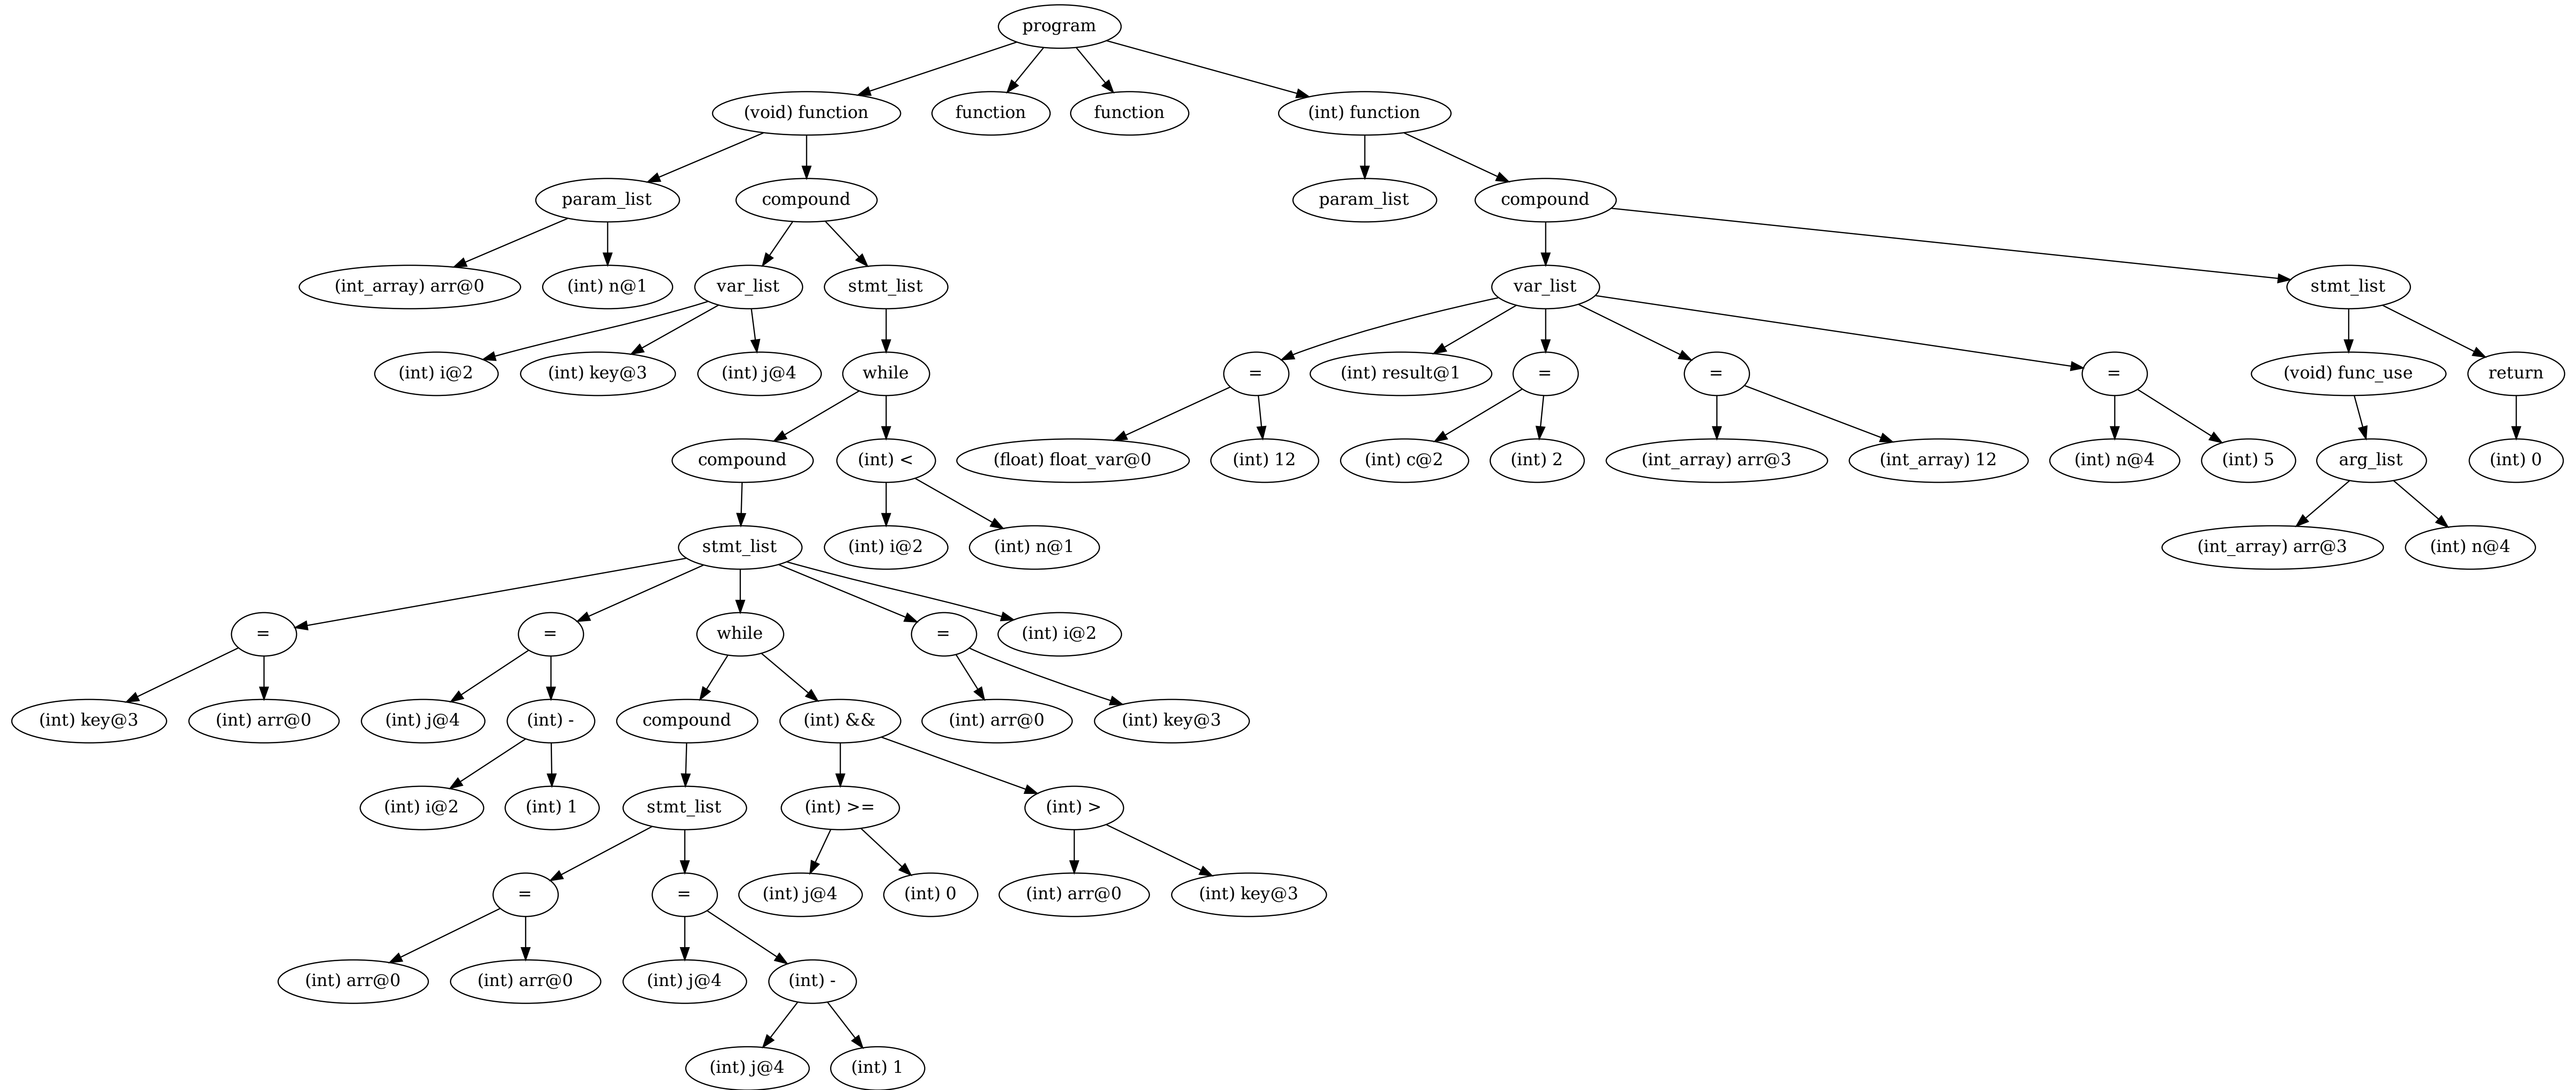 program
(void) function
function
function
(int) function
param_list
compound
param_list
compound
(int_array) arr@0
(int) n@1
var_list
stmt_list
var_list
stmt_list
(int) i@2
(int) key@3
(int) j@4
while
=
(int) result@1
=
=
=
(void) func_use
return
compound
(int) <
(float) float_var@0
(int) 12
(int) c@2
(int) 2
(int_array) arr@3
(int_array) 12
(int) n@4
(int) 5
arg_list
(int) 0
stmt_list
(int) i@2
(int) n@1
(int_array) arr@3
(int) n@4
=
=
while
=
(int) i@2
(int) key@3
(int) arr@0
(int) j@4
(int) -
compound
(int) &&
(int) arr@0
(int) key@3
(int) i@2
(int) 1
stmt_list
(int) >=
(int) >
=
=
(int) j@4
(int) 0
(int) arr@0
(int) key@3
(int) arr@0
(int) arr@0
(int) j@4
(int) -
(int) j@4
(int) 1